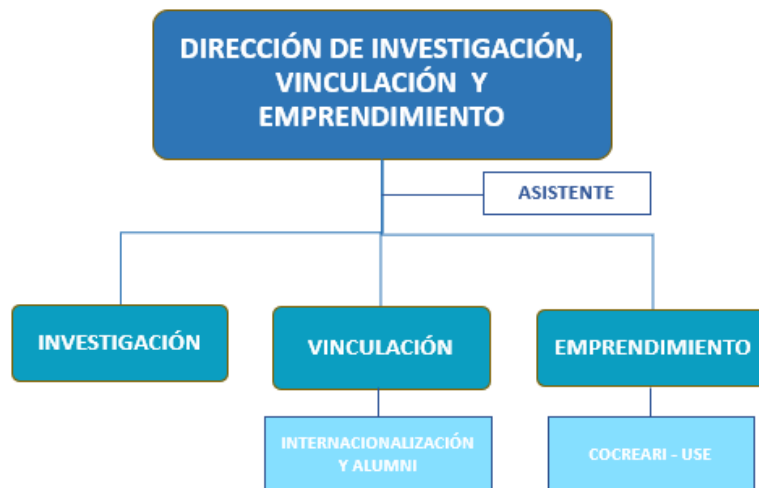 DIRECCIÓN DE INVESTIGACIÓN,
VINCULACIÓN Y
EMPRENDIMIENTO
ASISTENTE
INVESTIGACIÓN
VINCULACIÓN
EMPRENDIMIENTO
INTERNACIONALIZACIÓN
Y ALUMNI
COCREARI - USE